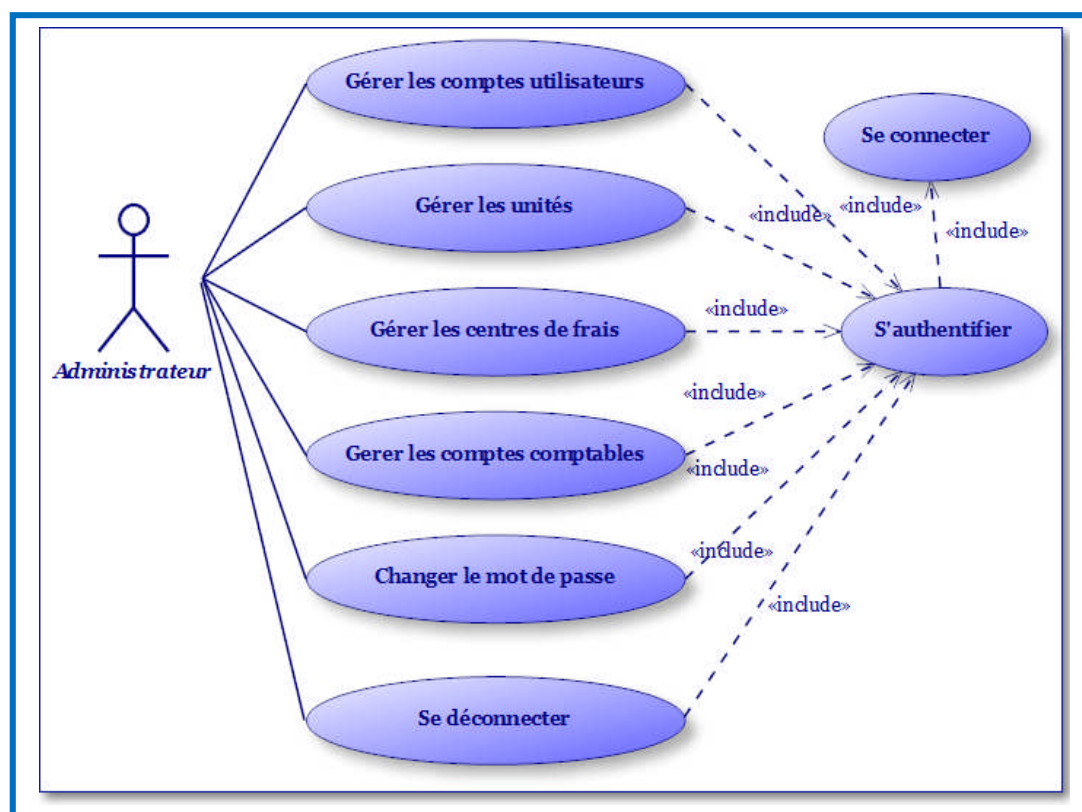 Gérer les comptes utilisateurs
Se connecter
Gérer les unités
«include»
«include»
«include»
Administrateur
Gérer les centres de frais
«include»
S'authentifier
Gerer les comptes comptables
«include»
«include»
Changer le mot de passe
«include»
«include»
Se déconnecter